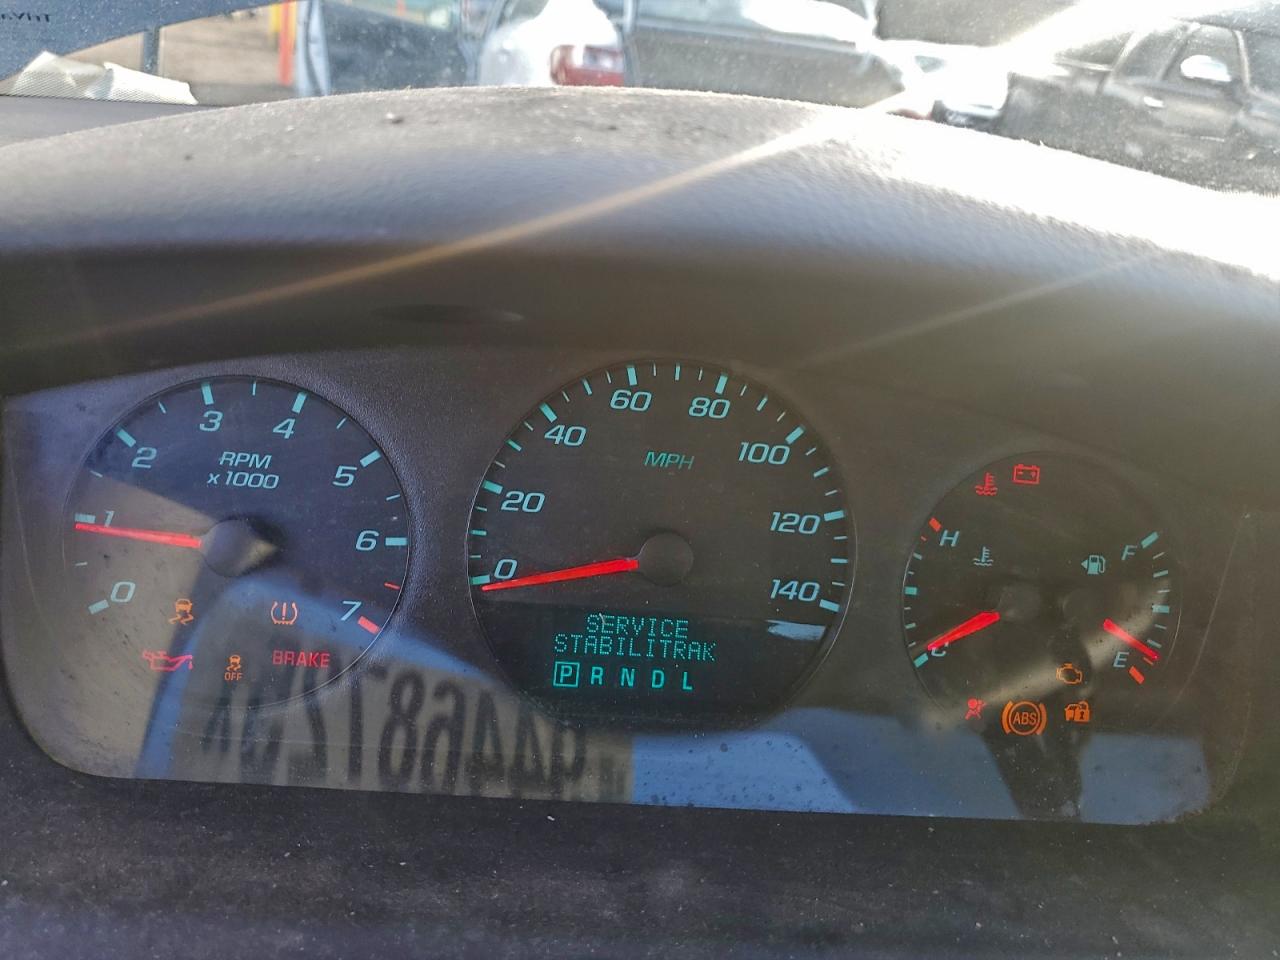 0
1
2
3
4
5
6
7
RPM
x1000
BRAKE
OFF
0
20
40
60
80
100
120
140
MPH
SERVICE
STABILITRAK
P R N D L
H
C
F
E
ABS